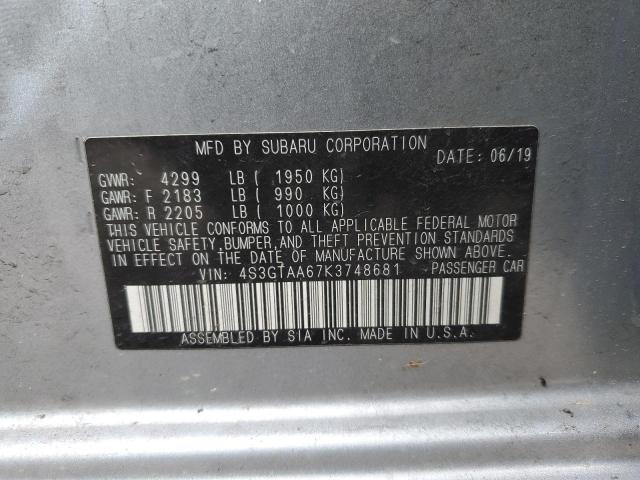 MFD BY SUBARU CORPORATION
DATE: 06/19
GVWR: 4299 LB ( 1950 KG)
GAWR: F 2183 LB ( 990 KG)
GAWR: R 2205 LB ( 1000 KG)
THIS VEHICLE CONFORMS TO ALL APPLICABLE FEDERAL MOTOR
VEHICLE SAFETY, BUMPER, AND THEFT PREVENTION STANDARDS
IN EFFECT ON THE DATE OF MANUFACTURE SHOWN ABOVE.
VIN: 4S3GTAA67K3748681 PASSENGER CAR
ASSEMBLED BY SIA INC. MADE IN U.S.A.